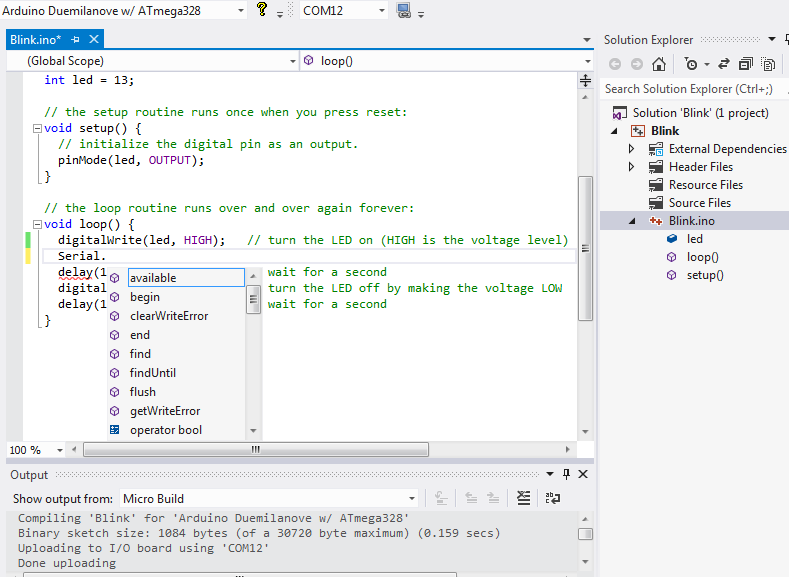 Arduino Duemilanove w/ ATmega328
COM12
Blink.ino*
(Global Scope)
loop()
int led = 13;
// the setup routine runs once when you press reset:
void setup() {
// initialize the digital pin as an output.
pinMode(led, OUTPUT);
}
// the loop routine runs over and over again forever:
void loop() {
digitalWrite(led, HIGH); // turn the LED on (HIGH is the voltage level)
Serial.
delay(1 wait for a second
digital turn the LED off by making the voltage LOW
delay(1 wait for a second
}
available
begin
clearWriteError
end
find
findUntil
flush
getWriteError
operator bool
100 %
Output
Show output from: Micro Build
Compiling 'Blink' for 'Arduino Duemilanove w/ ATmega328'
Binary sketch size: 1084 bytes (of a 30720 byte maximum) (0.159 secs)
Uploading to I/O board using 'COM12'
Done uploading
Solution Explorer
Search Solution Explorer (Ctrl+;)
Solution 'Blink' (1 project)
Blink
External Dependencies
Header Files
Resource Files
Source Files
Blink.ino
led
loop()
setup()